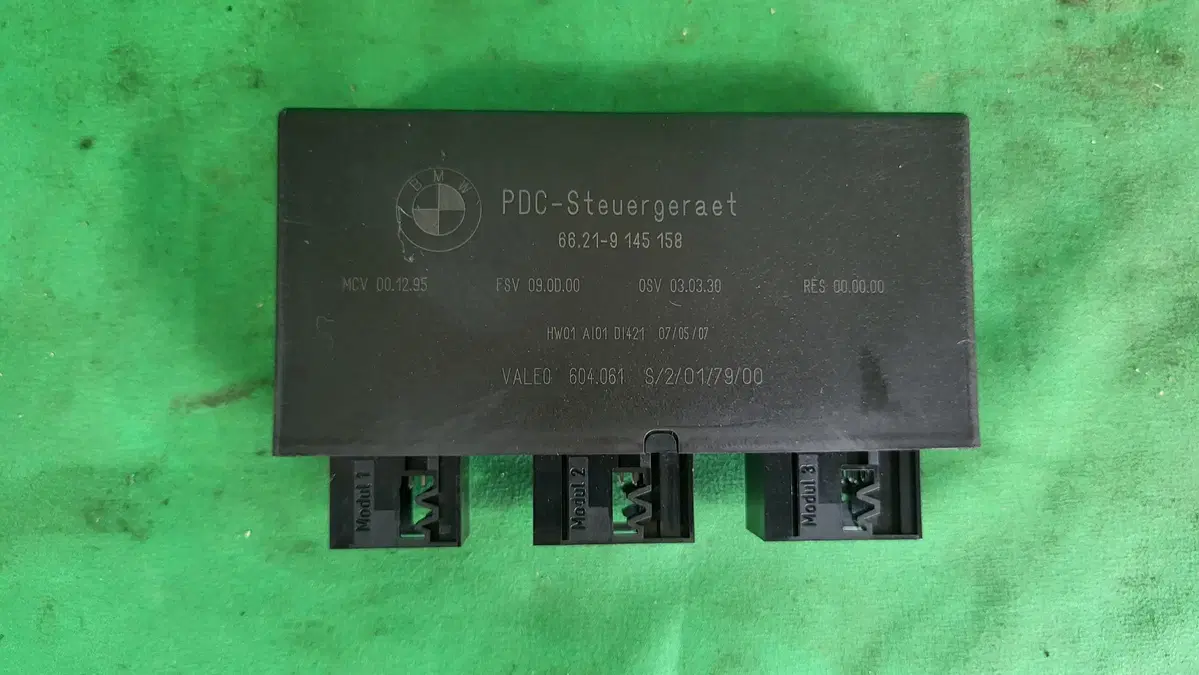 BMW
PDC-Steuergeraet
66.21-9 145 158
MCV 00.12.95 FSV 09.0D.00 OSV 03.03.30 RES 00.00.00
HW01 AI01 DI421 07/05/07
VALEO 604.061 S/2/01/79/00
Modul 1 Modul 2 Modul 3